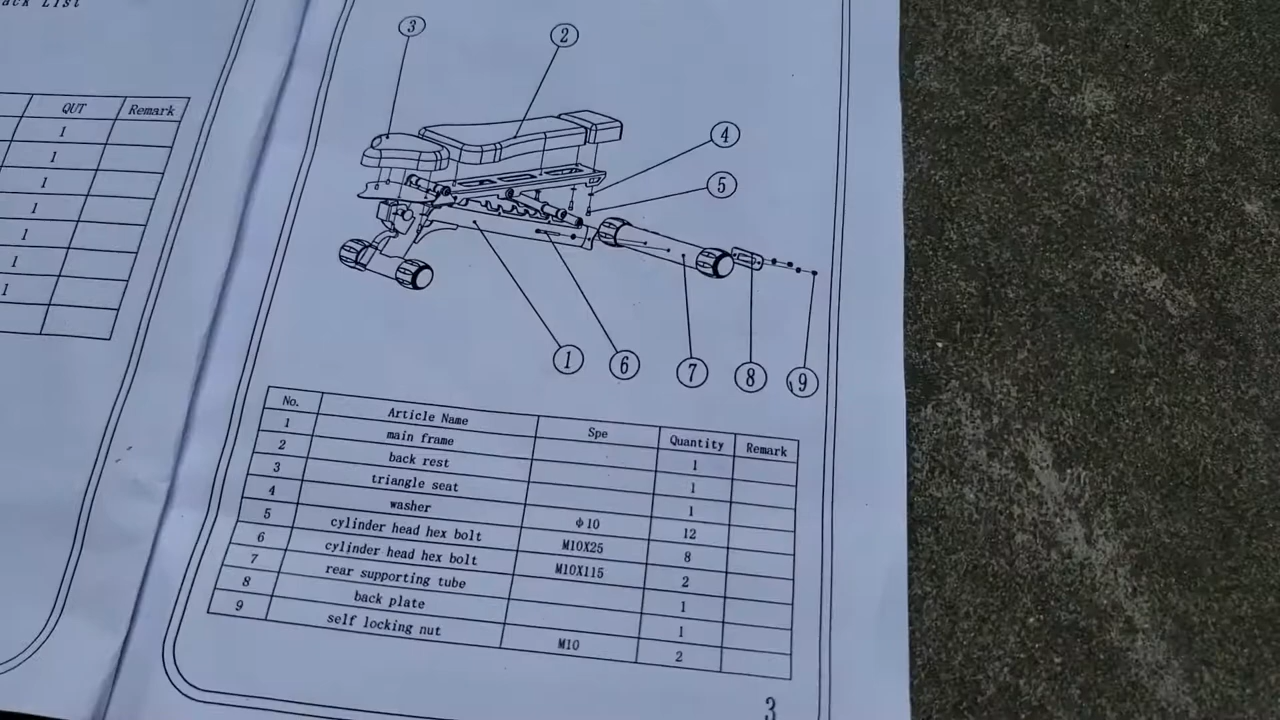 List
QUT Remark
1
1
1
1
1
1
1
3 2
4
5
1 6 7 8 9
No. Article Name Spe Quantity Remark
1 main frame 1
2 back rest 1
3 triangle seat 1
4 washer φ10 12
5 cylinder head hex bolt M10X25 8
6 cylinder head hex bolt M10X115 2
7 rear supporting tube 1
8 back plate 1
9 self locking nut M10 2
3